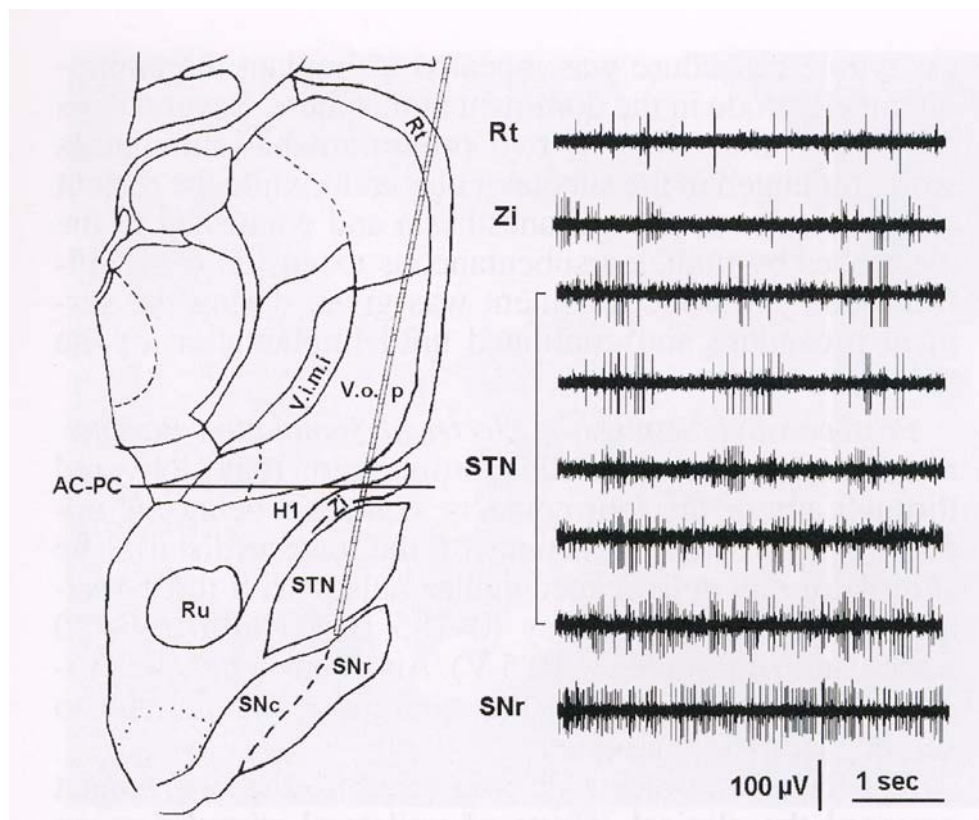 Rt
V.i.m.i.
V.o. p
AC-PC
H1
Zi
STN
Ru
SNr
SNc
Rt
Zi
STN
SNr
100 µV
1 sec